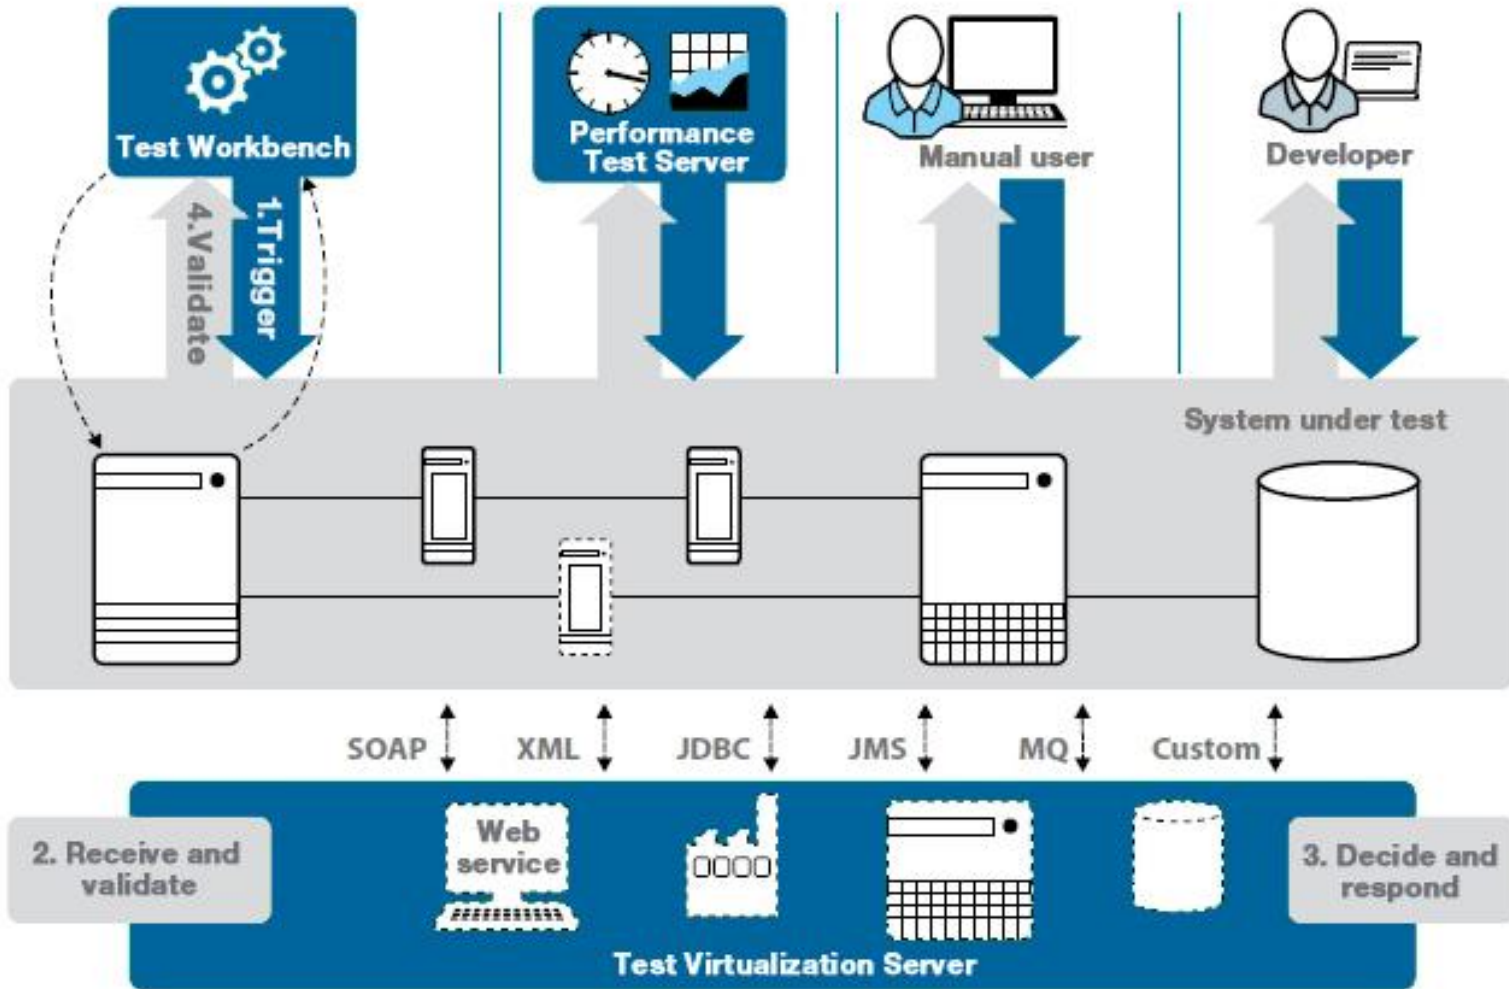 Test Workbench
Performance
Test Server
Manual user
Developer
4.Validate
1.Trigger
System under test
SOAP
XML
JDBC
JMS
MQ
Custom
2. Receive and
validate
Web
service
3. Decide and
respond
Test Virtualization Server